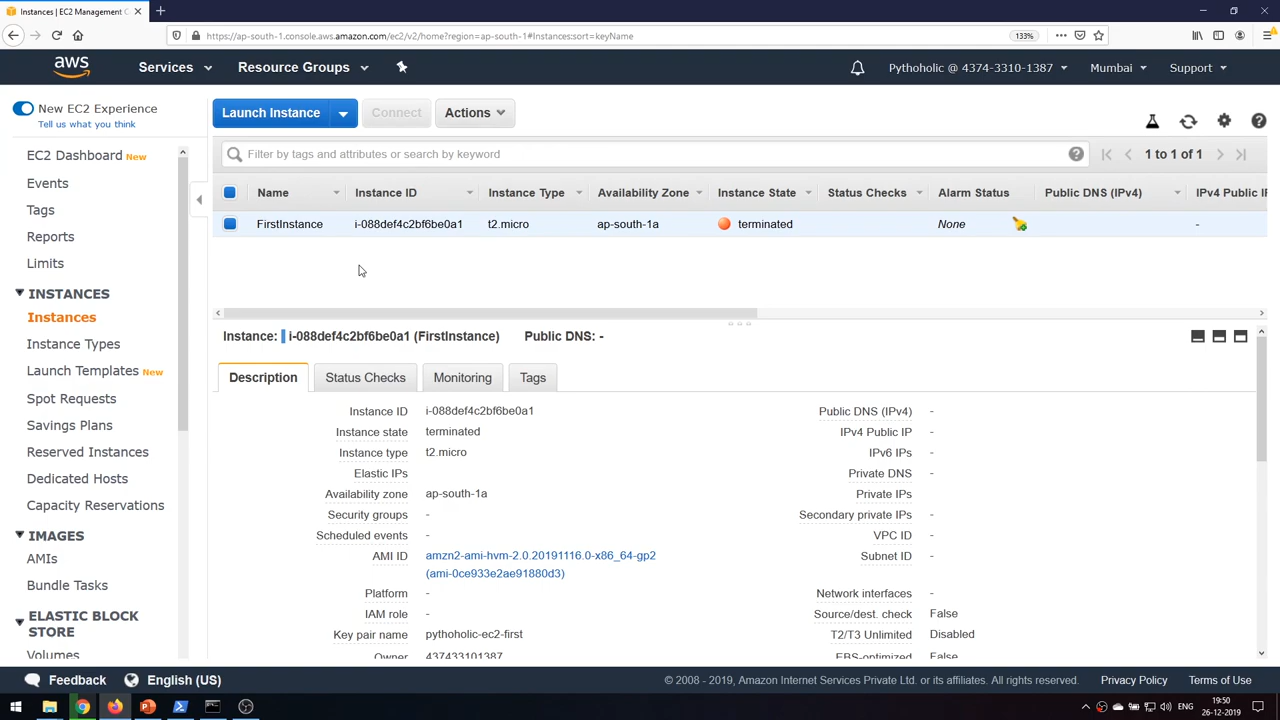 Instances | EC2 Management C
https://ap-south-1.console.aws.amazon.com/ec2/v2/home?region=ap-south-1#Instances:sort=keyName
133%
aws
Services
Resource Groups
Pythoholic @ 4374-3310-1387
Mumbai
Support
New EC2 Experience
Tell us what you think
EC2 Dashboard New
Events
Tags
Reports
Limits
INSTANCES
Instances
Instance Types
Launch Templates New
Spot Requests
Savings Plans
Reserved Instances
Dedicated Hosts
Capacity Reservations
IMAGES
AMIs
Bundle Tasks
ELASTIC BLOCK
STORE
Volumes
Launch Instance
Connect
Actions
Filter by tags and attributes or search by keyword
1 to 1 of 1
Name Instance ID Instance Type Availability Zone Instance State Status Checks Alarm Status Public DNS (IPv4) IPv4 Public IP
FirstInstance i-088def4c2bf6be0a1 t2.micro ap-south-1a terminated None -
Instance: i-088def4c2bf6be0a1 (FirstInstance) Public DNS: -
Description Status Checks Monitoring Tags
Instance ID i-088def4c2bf6be0a1 Public DNS (IPv4) -
Instance state terminated IPv4 Public IP -
Instance type t2.micro IPv6 IPs -
Elastic IPs Private DNS -
Availability zone ap-south-1a Private IPs -
Security groups - Secondary private IPs -
Scheduled events - VPC ID -
AMI ID amzn2-ami-hvm-2.0.20191116.0-x86_64-gp2 Subnet ID -
(ami-0ce933e2ae91880d3)
Platform - Network interfaces -
IAM role - Source/dest. check False
Key pair name pythoholic-ec2-first T2/T3 Unlimited Disabled
Owner 437433101387 EBS-optimized False
Feedback
English (US)
© 2008 - 2019, Amazon Internet Services Private Ltd. or its affiliates. All rights reserved.
Privacy Policy
Terms of Use
ENG
19:50
26-12-2019